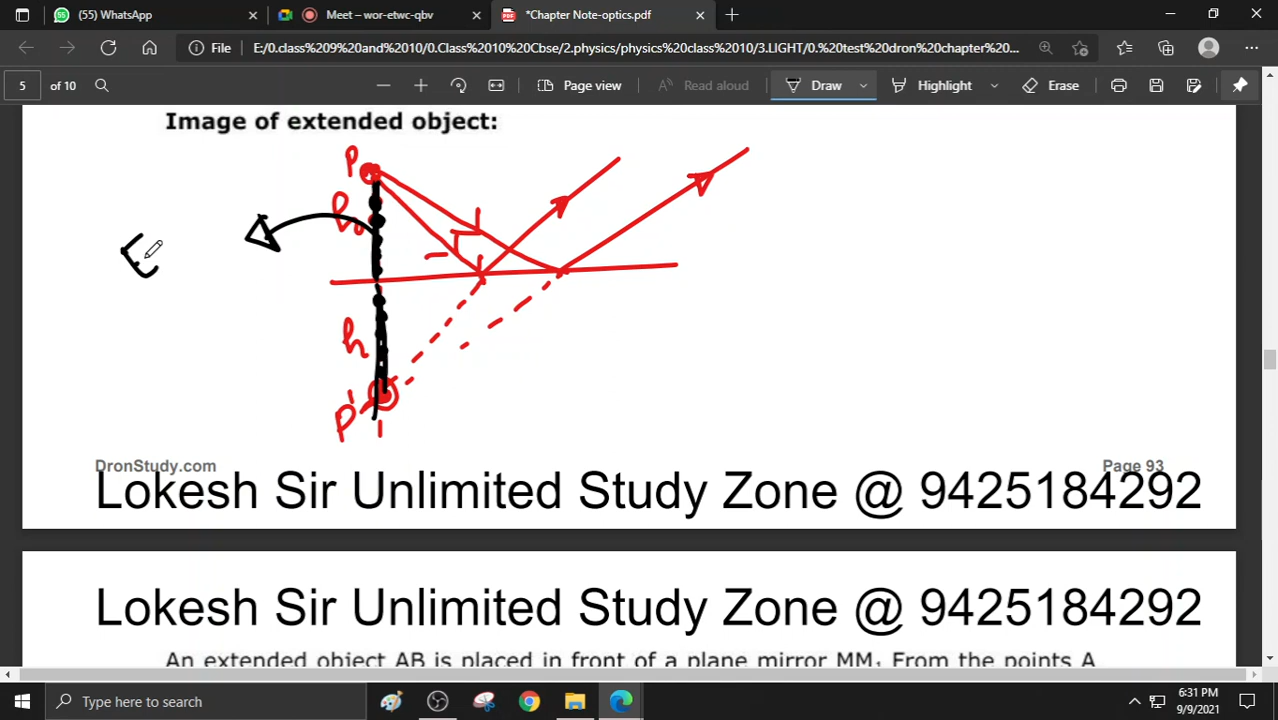 (55) WhatsApp
Meet – wor-etwc-qbv
*Chapter Note-optics.pdf
File
E:/0.class%209%20and%2010/0.Class%2010%20Cbse/2.physics/physics%20class%2010/3.LIGHT/0.%20test%20dron%20chapter%20...
5 of 10
Page view
Read aloud
Draw
Highlight
Erase
Image of extended object:
P
h
E
h
P'
DronStudy.com
Page 93
Lokesh Sir Unlimited Study Zone @ 9425184292
Lokesh Sir Unlimited Study Zone @ 9425184292
An extended object AB is placed in front of a plane mirror MM₁. From the points A
Type here to search
6:31 PM
9/9/2021